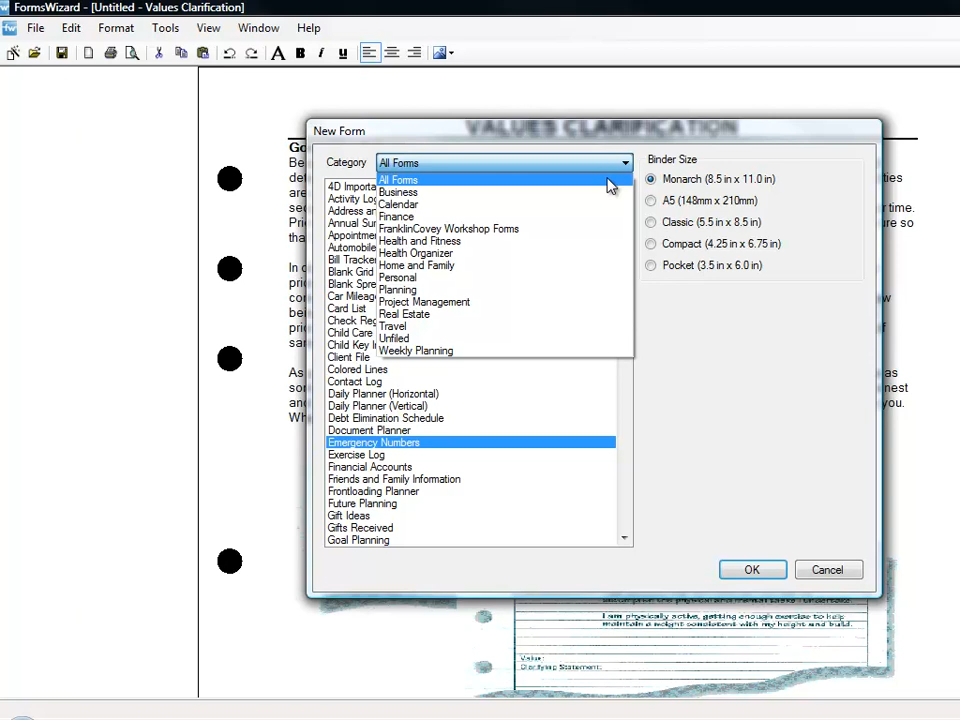 FormsWizard - [Untitled - Values Clarification]
fw File Edit Format Tools View Window Help
A B i u
VALUES CLARIFICATION
New Form
Category All Forms
All Forms
Business
Calendar
Finance
FranklinCovey Workshop Forms
Health and Fitness
Health Organizer
Home and Family
Personal
Planning
Project Management
Real Estate
Travel
Unfiled
Weekly Planning
4D Importa
Activity Log
Address an
Annual Sur
Appointmen
Automobile
Bill Tracker
Blank Grid
Blank Spre
Car Mileag
Card List
Check Reg
Child Care
Child Key I
Client File
Colored Lines
Contact Log
Daily Planner (Horizontal)
Daily Planner (Vertical)
Debt Elimination Schedule
Document Planner
Emergency Numbers
Exercise Log
Financial Accounts
Friends and Family Information
Frontloading Planner
Future Planning
Gift Ideas
Gifts Received
Goal Planning
Binder Size
Monarch (8.5 in x 11.0 in)
A5 (148mm x 210mm)
Classic (5.5 in x 8.5 in)
Compact (4.25 in x 6.75 in)
Pocket (3.5 in x 6.0 in)
OK Cancel
I am physically active, getting enough exercise to help
maintain a weight consistent with my height and build.
Value:
Clarifying Statement: